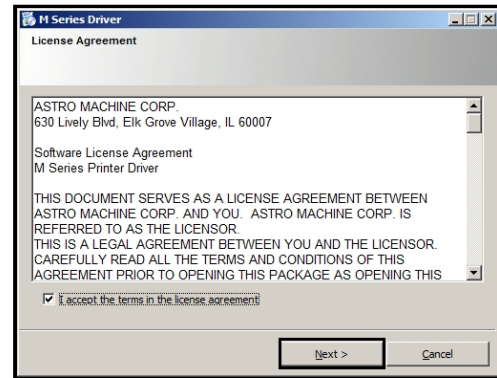 M Series Driver
License Agreement
ASTRO MACHINE CORP.
630 Lively Blvd, Elk Grove Village, IL 60007
Software License Agreement
M Series Printer Driver
THIS DOCUMENT SERVES AS A LICENSE AGREEMENT BETWEEN
ASTRO MACHINE CORP. AND YOU.  ASTRO MACHINE CORP. IS
REFERRED TO AS THE LICENSOR.
THIS IS A LEGAL AGREEMENT BETWEEN YOU AND THE LICENSOR.
CAREFULLY READ ALL THE TERMS AND CONDITIONS OF THIS
AGREEMENT PRIOR TO OPENING THIS PACKAGE AS OPENING THIS
I accept the terms in the license agreement
Next >
Cancel